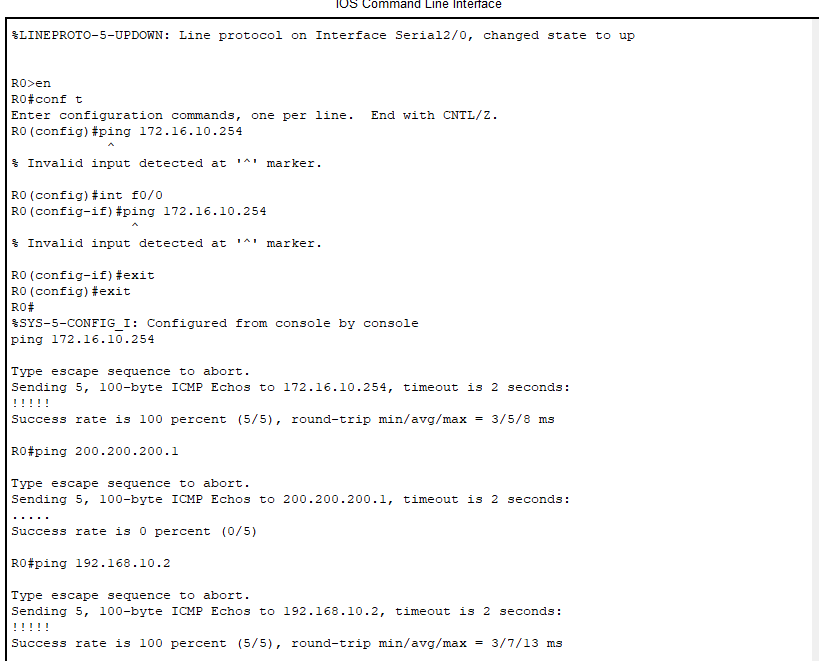 IOS Command Line Interface
%LINEPROTO-5-UPDOWN: Line protocol on Interface Serial2/0, changed state to up
R0>en
R0#conf t
Enter configuration commands, one per line.  End with CNTL/Z.
R0(config)#ping 172.16.10.254
^
% Invalid input detected at '^' marker.
R0(config)#int f0/0
R0(config-if)#ping 172.16.10.254
^
% Invalid input detected at '^' marker.
R0(config-if)#exit
R0(config)#exit
R0#
%SYS-5-CONFIG_I: Configured from console by console
ping 172.16.10.254
Type escape sequence to abort.
Sending 5, 100-byte ICMP Echos to 172.16.10.254, timeout is 2 seconds:
!!!!!
Success rate is 100 percent (5/5), round-trip min/avg/max = 3/5/8 ms
R0#ping 200.200.200.1
Type escape sequence to abort.
Sending 5, 100-byte ICMP Echos to 200.200.200.1, timeout is 2 seconds:
.....
Success rate is 0 percent (0/5)
R0#ping 192.168.10.2
Type escape sequence to abort.
Sending 5, 100-byte ICMP Echos to 192.168.10.2, timeout is 2 seconds:
!!!!!
Success rate is 100 percent (5/5), round-trip min/avg/max = 3/7/13 ms